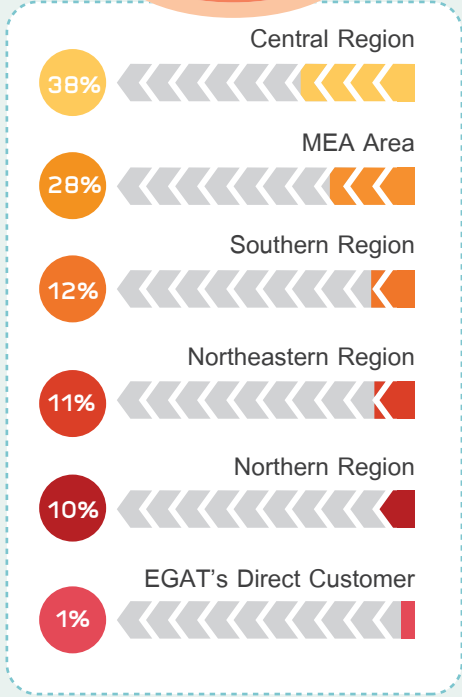 Central Region
38%
MEA Area
28%
Southern Region
12%
Northeastern Region
11%
Northern Region
10%
EGAT's Direct Customer
1%